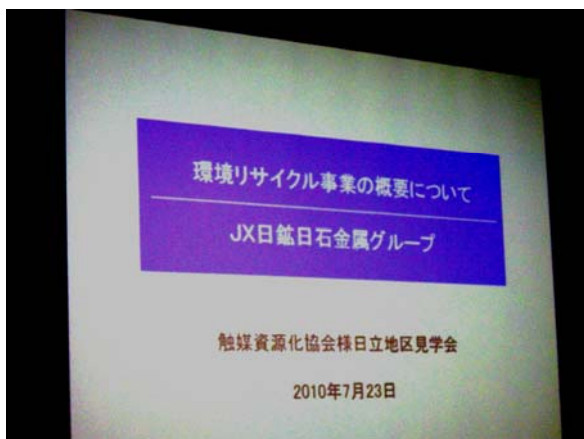 環境リサイクル事業の概要について
JX日鉱日石金属グループ
触媒資源化協会様日立地区見学会
2010年7月23日